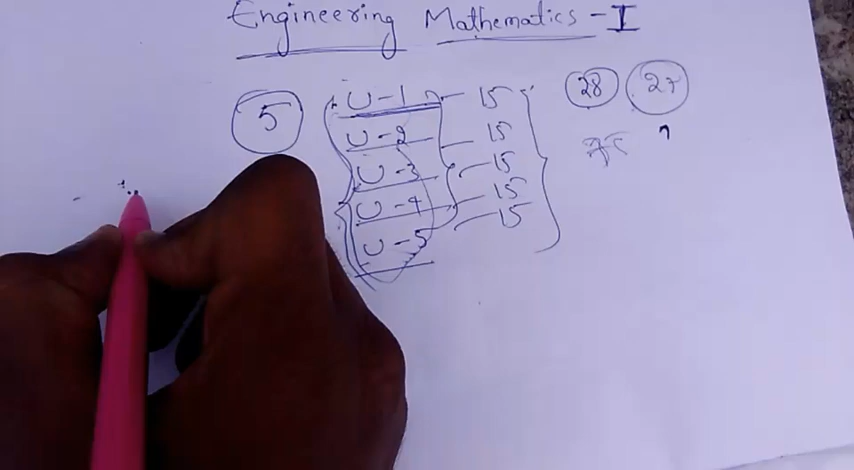 Engineering Mathematics - I
5 U-1 15 28 27
U-2 15
U-3 15
U-4 15
U-5 15